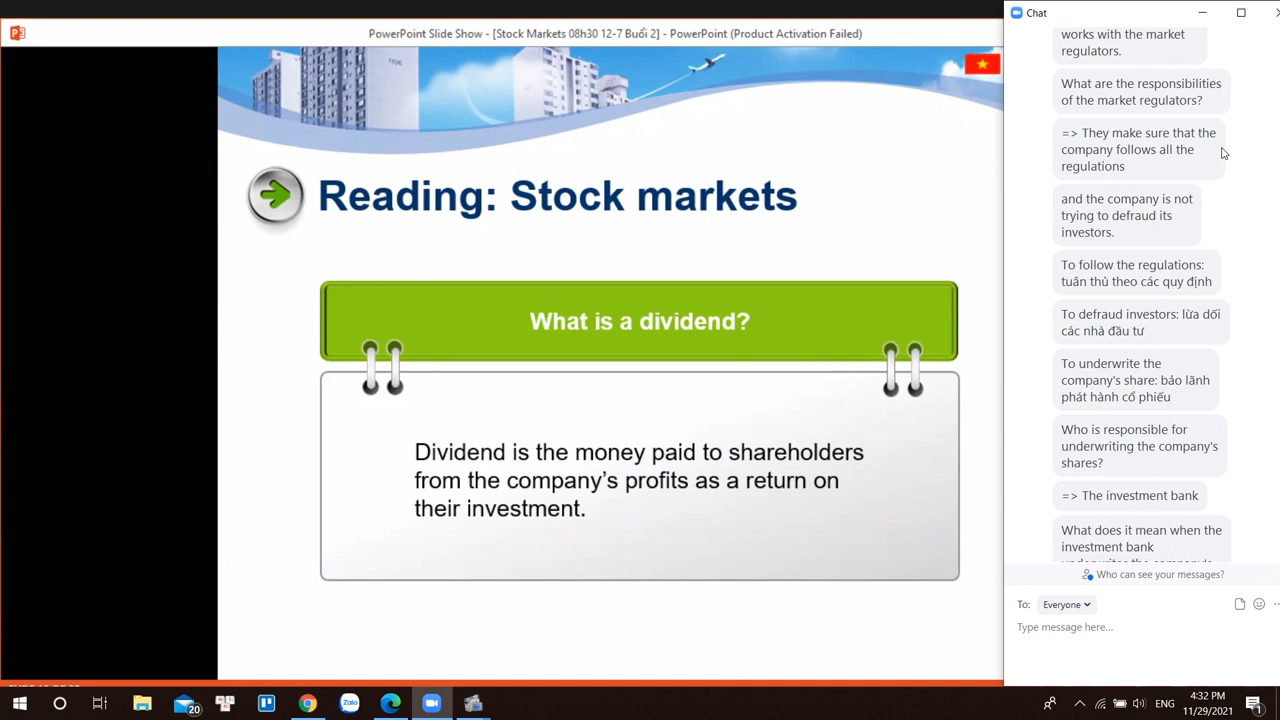 PowerPoint Slide Show - [Stock Markets 08h30 12-7 Buổi 2] - PowerPoint (Product Activation Failed)
1106
Reading: Stock markets
What is a dividend?
Dividend is the money paid to shareholders
from the company's profits as a return on
their investment.
Chat
works with the market
regulators.
What are the responsibilities
of the market regulators?
=> They make sure that the
company follows all the
regulations
and the company is not
trying to defraud its
investors.
To follow the regulations:
tuân thủ theo các quy định
To defraud investors: lừa dối
các nhà đầu tư
To underwrite the
company's share: bảo lãnh
phát hành cổ phiếu
Who is responsible for
underwriting the company's
shares?
=> The investment bank
What does it mean when the
investment bank
underwrites the company's
Who can see your messages?
To: Everyone
Type message here...
20
Zalo
ENG
4:32 PM
11/29/2021
1